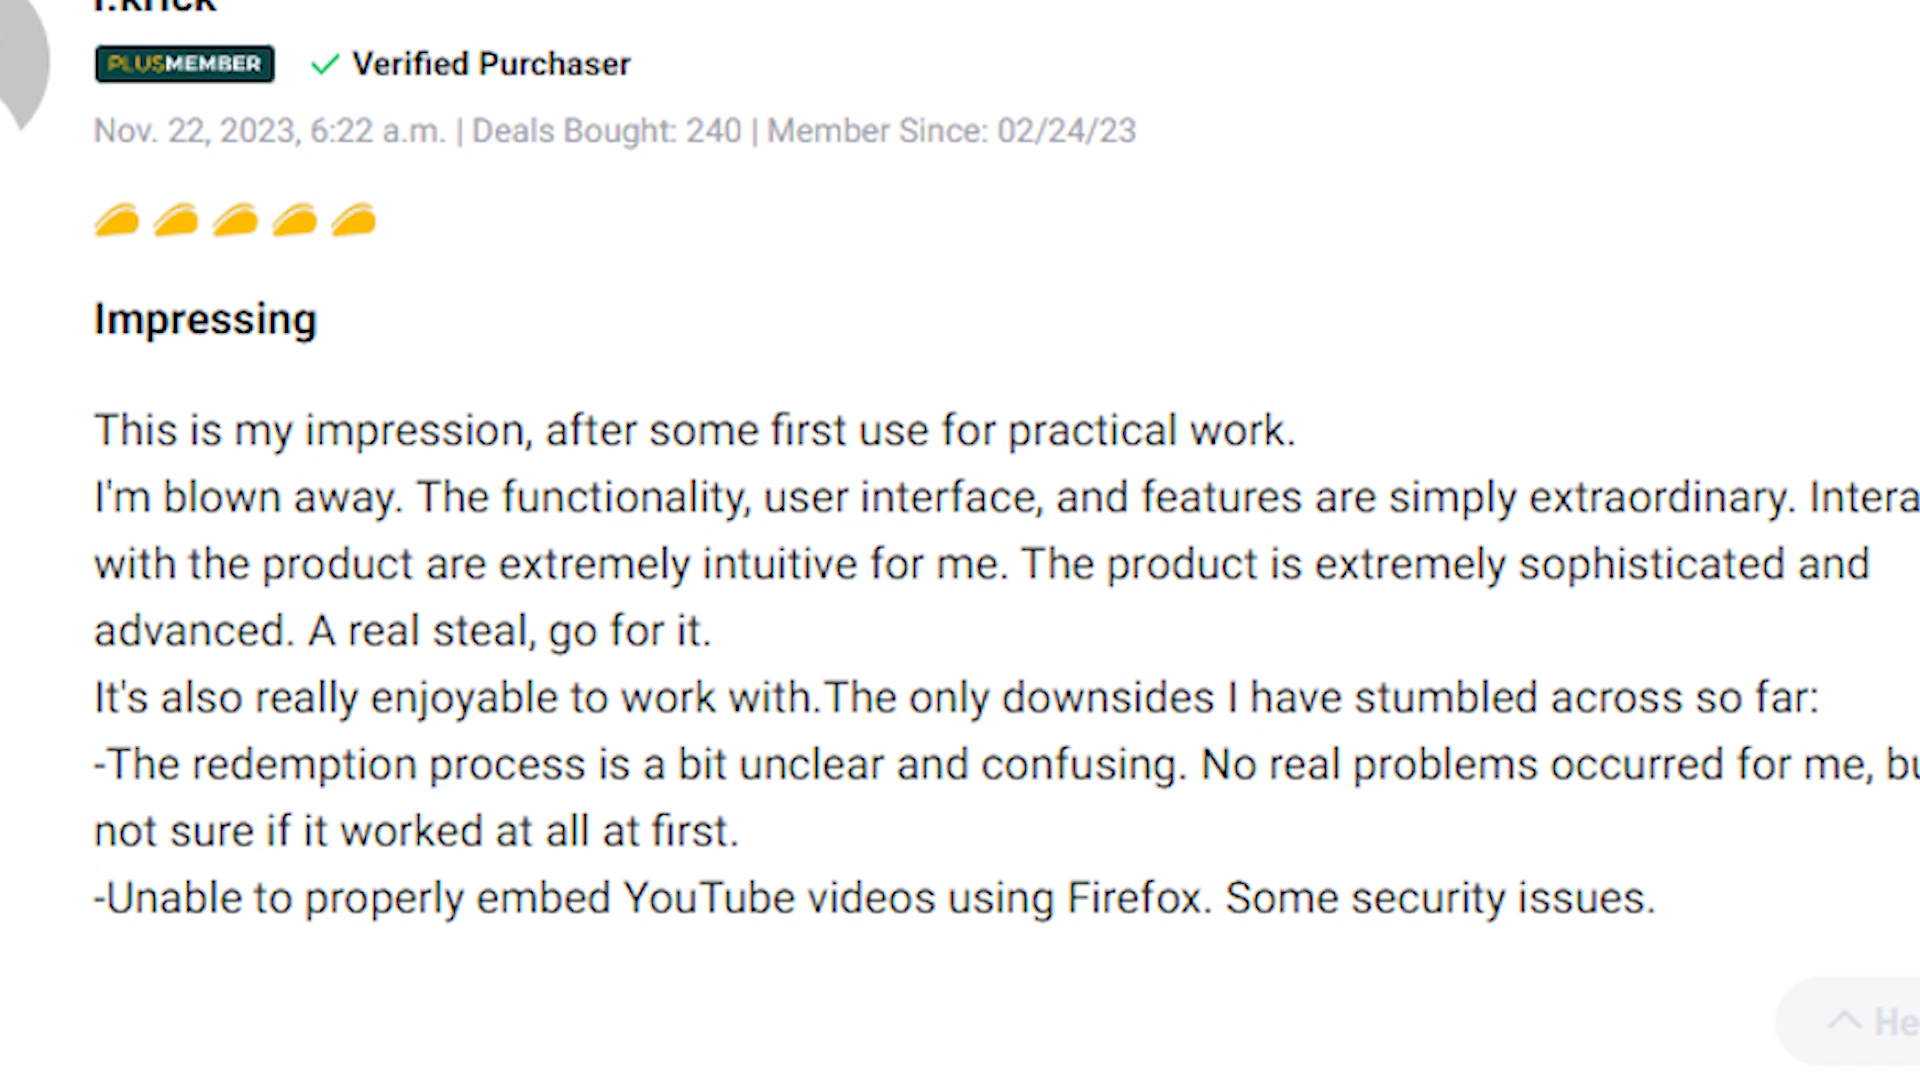 PLUSMEMBER Verified Purchaser
Nov. 22, 2023, 6:22 a.m. | Deals Bought: 240 | Member Since: 02/24/23
Impressing
This is my impression, after some first use for practical work.
I'm blown away. The functionality, user interface, and features are simply extraordinary.
with the product are extremely intuitive for me. The product is extremely sophisticated and
advanced. A real steal, go for it.
It's also really enjoyable to work with.The only downsides I have stumbled across so far:
-The redemption process is a bit unclear and confusing. No real problems occurred for me,
not sure if it worked at all at first.
-Unable to properly embed YouTube videos using Firefox. Some security issues.